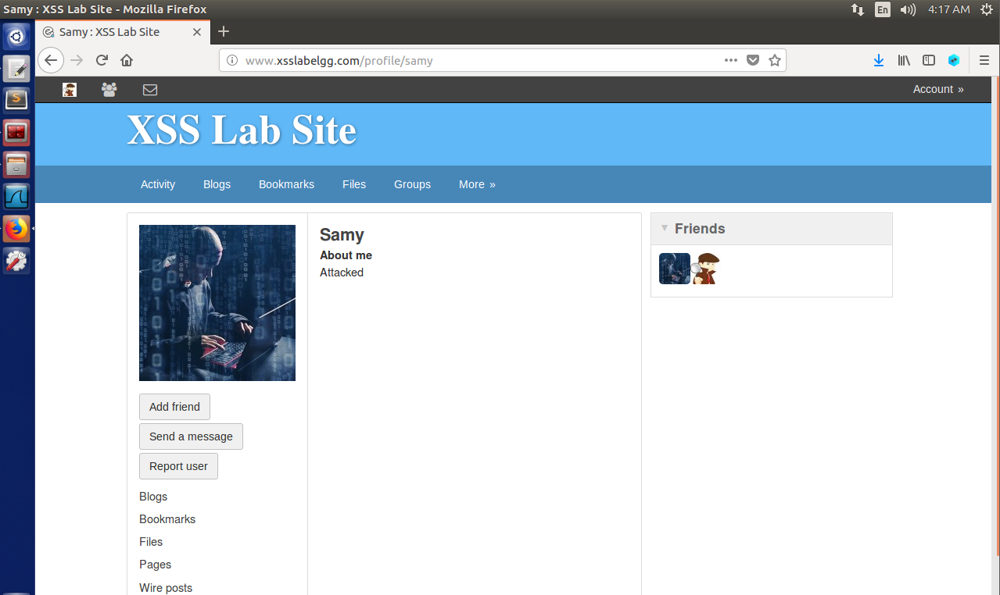 Samy : XSS Lab Site - Mozilla Firefox
En
4:17 AM
Samy : XSS Lab Site
www.xsslabelgg.com/profile/samy
Account »
XSS Lab Site
Activity Blogs Bookmarks Files Groups More »
Samy
About me
Attacked
Add friend
Send a message
Report user
Blogs
Bookmarks
Files
Pages
Wire posts
Friends